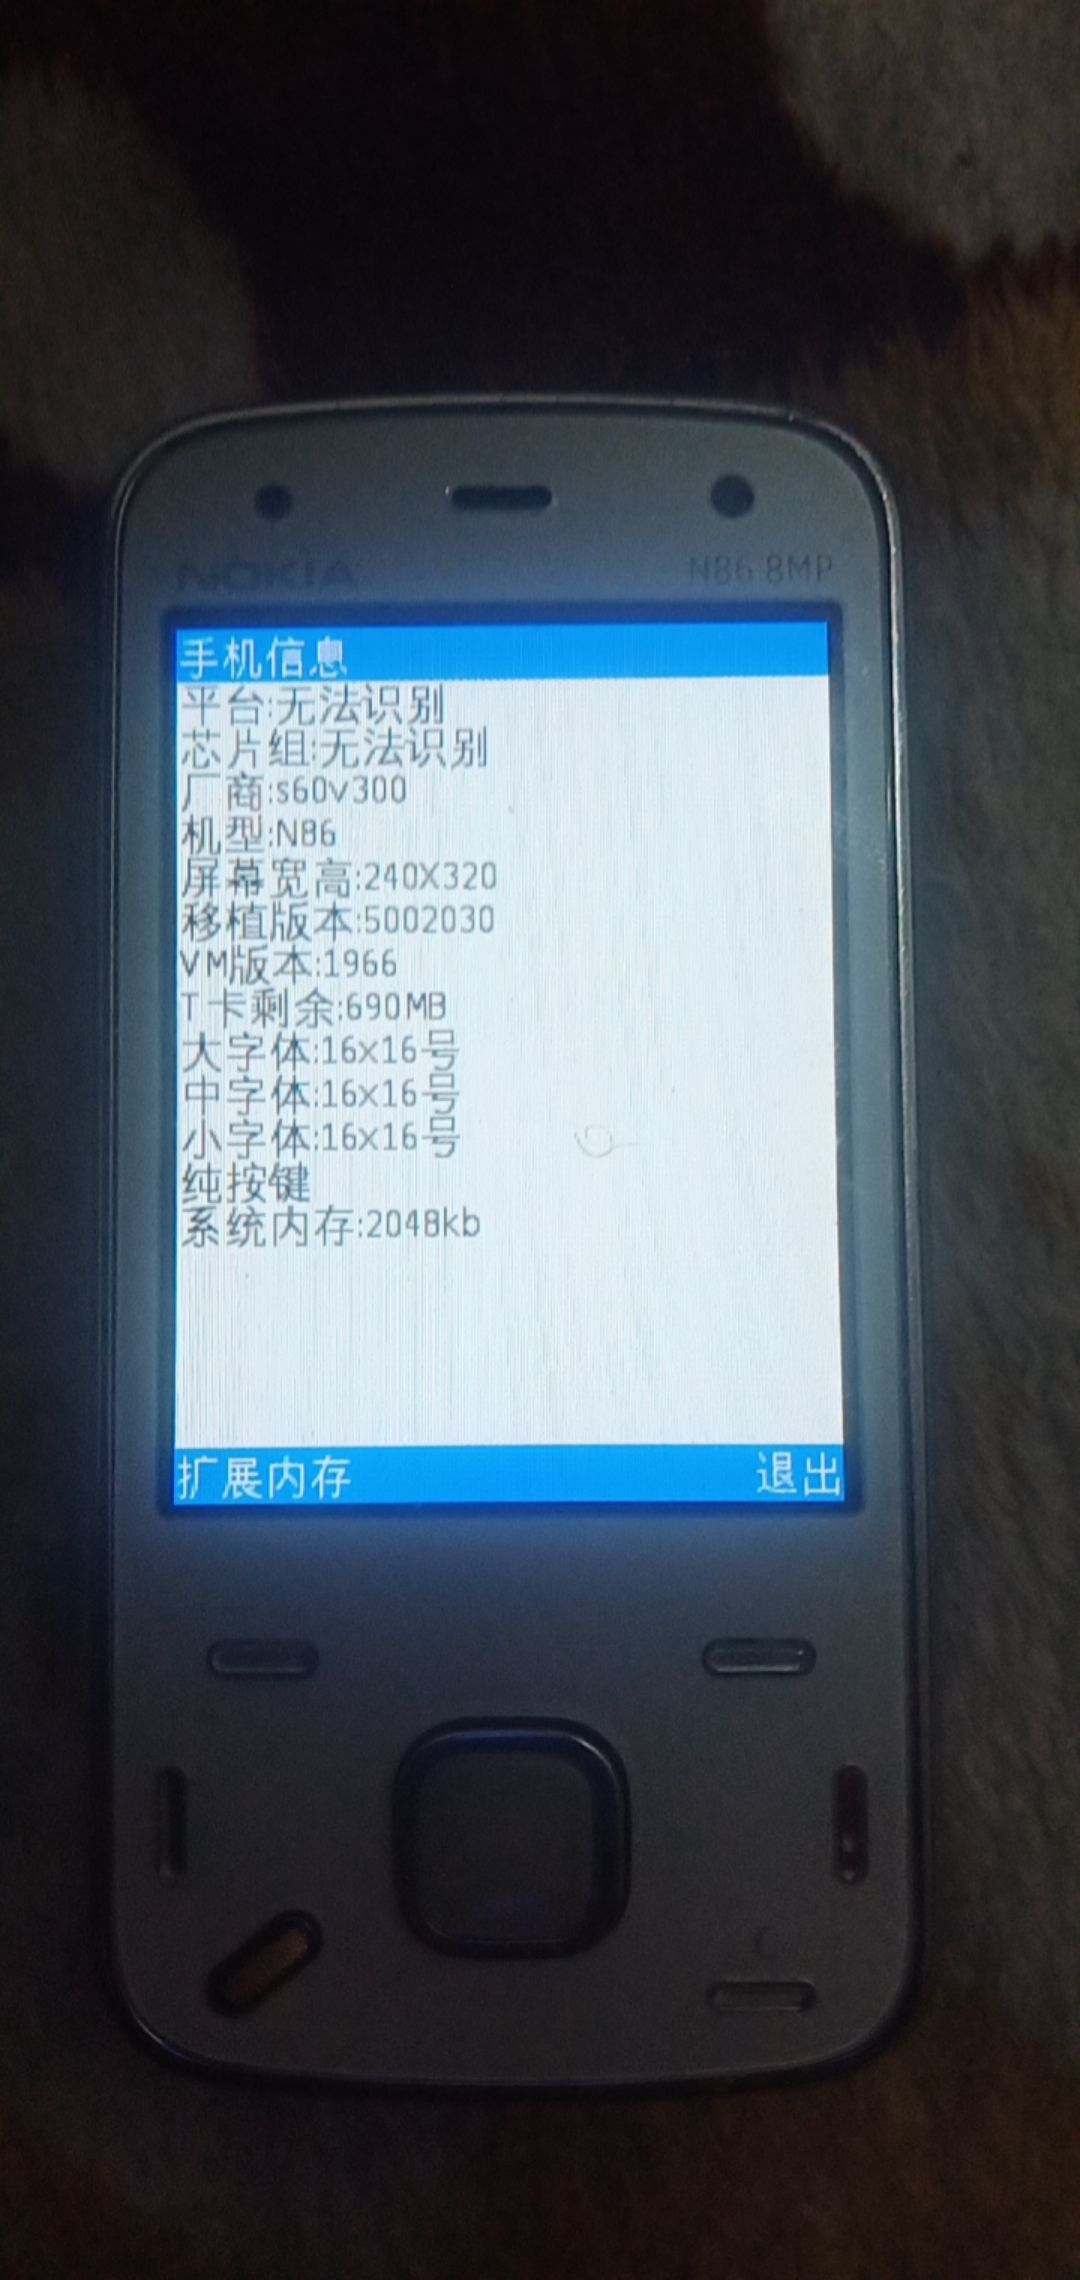 NOKIA
N86 8MP
手机信息
平台:无法识别
芯片组:无法识别
厂商:s60v300
机型:N86
屏幕宽高:240X320
移植版本:5002030
VM版本:1966
T卡剩余:690MB
大字体:16x16号
中字体:16x16号
小字体:16x16号
纯按键
系统内存:2048kb
扩展内存
退出
C